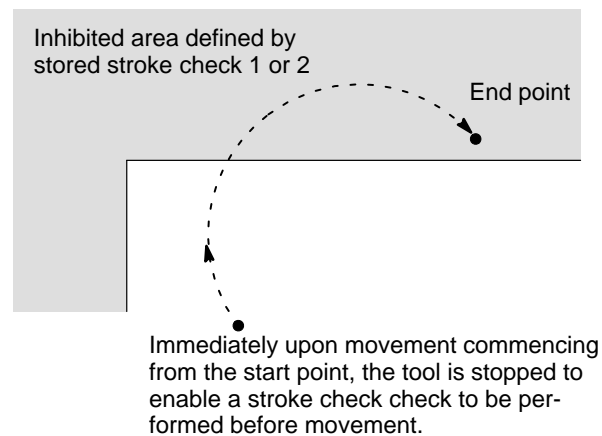 Inhibited area defined by
stored stroke check 1 or 2
End point
Immediately upon movement commencing
from the start point, the tool is stopped to
enable a stroke check check to be per-
formed before movement.